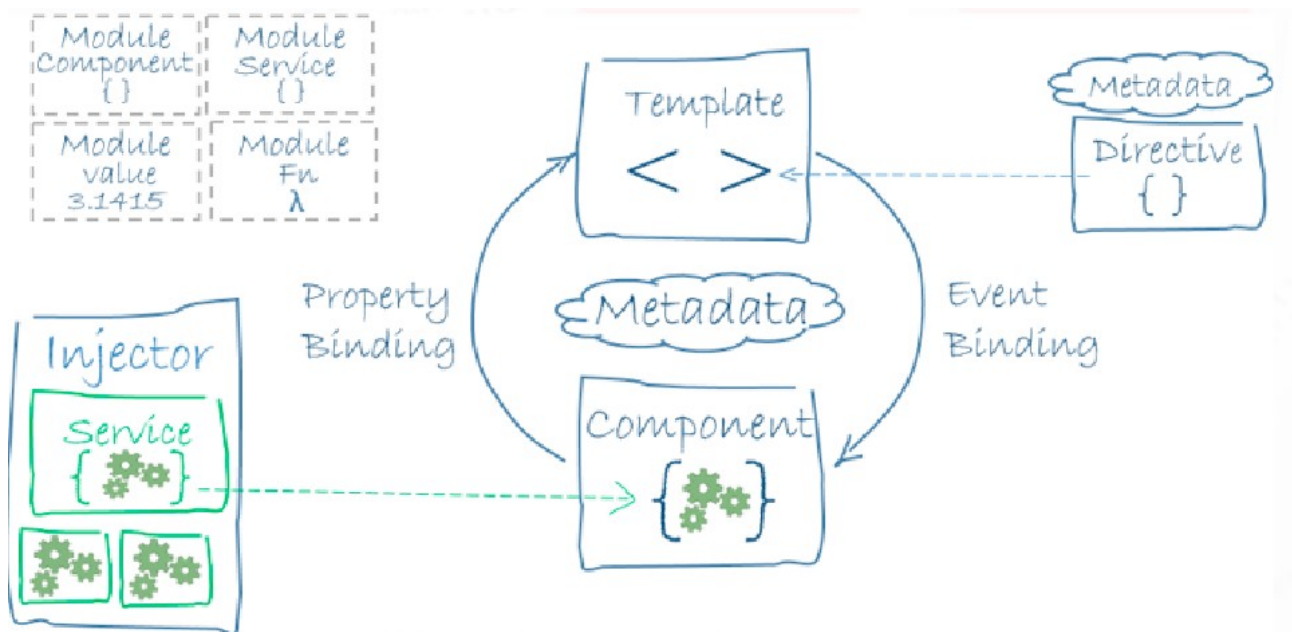 Module
Component
{ }
Module
Service
{ }
Module
value
3.1415
Module
Fn
λ
Template
< >
Metadata
Directive
{ }
Property
Binding
Metadata
Event
Binding
Injector
Service
{ }
Component
{ }